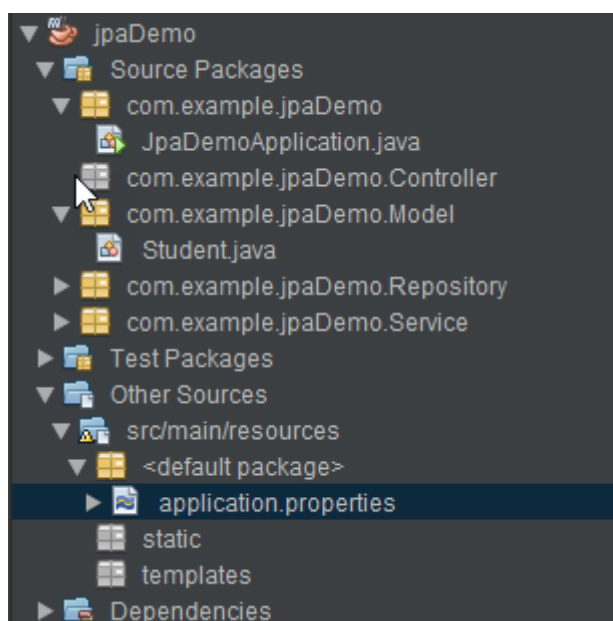 jpaDemo
Source Packages
com.example.jpaDemo
JpaDemoApplication.java
com.example.jpaDemo.Controller
com.example.jpaDemo.Model
Student.java
com.example.jpaDemo.Repository
com.example.jpaDemo.Service
Test Packages
Other Sources
src/main/resources
<default package>
application.properties
static
templates
Dependencies